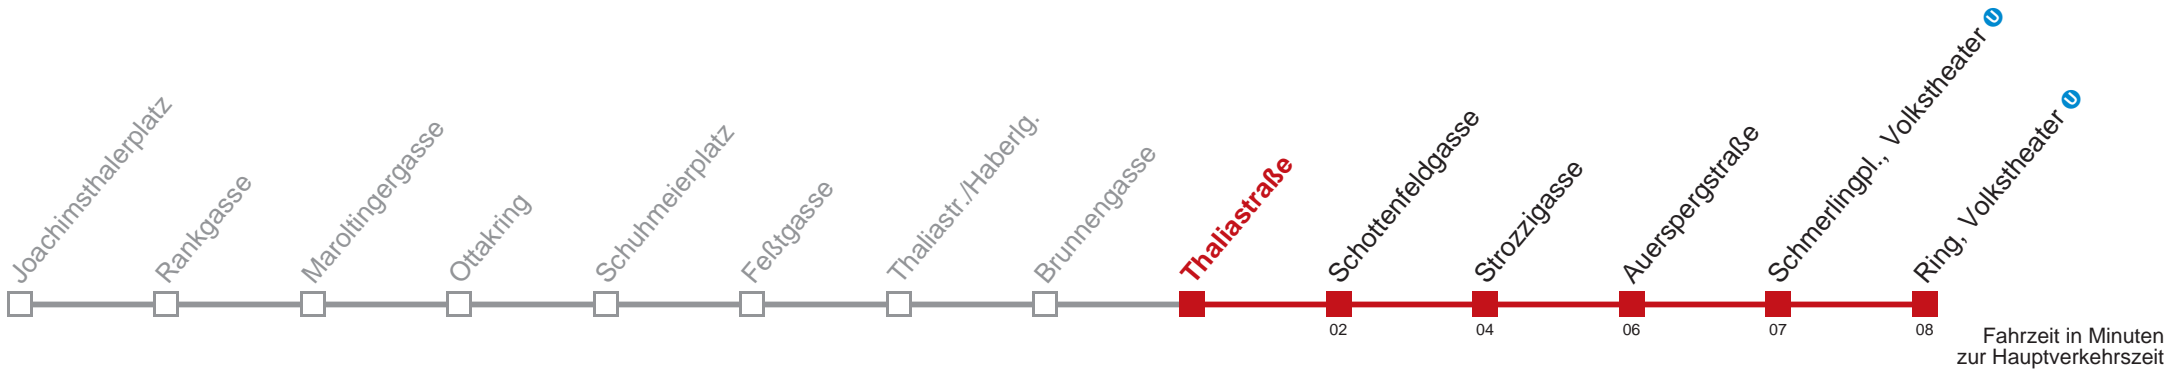 Joachimsthalerplatz
Rankgasse
Maroltingergasse
Ottakring
Schuhmeierplatz
Feßtgasse
Thaliastr./Haberlg.
Brunnengasse
Thaliastraße
Schottenfeldgasse
Strozzigasse
Auerspergstraße
Schmerlingpl., Volkstheater U
Ring, Volkstheater U
02
04
06
07
08
Fahrzeit in Minuten
zur Hauptverkehrszeit